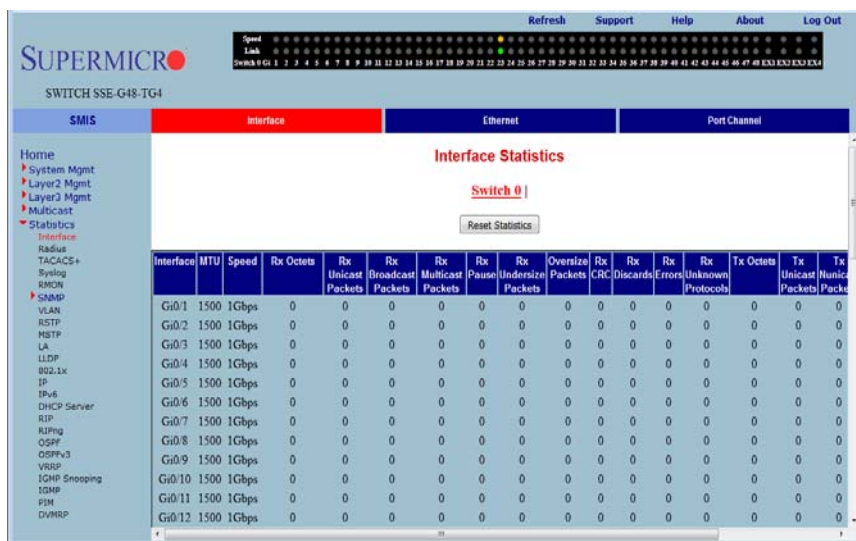 Refresh Support Help About Log Out
Speed
Link
Switch 0 Gi 1 2 3 4 5 6 7 8 9 10 11 12 13 14 15 16 17 18 19 20 21 22 23 24 25 26 27 28 29 30 31 32 33 34 35 36 37 38 39 40 41 42 43 44 45 46 47 48 EX1 EX2 EX3 EX4
SUPERMICRO
SWITCH SSE-G48-TG4
SMIS
Interface Ethernet Port Channel
Home
System Mgmt
Layer2 Mgmt
Layer3 Mgmt
Multicast
Statistics
Interface
Radius
TACACS+
Syslog
RMON
SNMP
VLAN
RSTP
MSTP
LA
LLDP
802.1x
IP
IPv6
DHCP Server
RIP
RIPng
OSPF
OSPFv3
VRRP
IGMP Snooping
IGMP
PIM
DVMRP
Interface Statistics
Switch 0 |
Reset Statistics
Interface MTU Speed Rx Octets Rx Unicast Packets Rx Broadcast Packets Rx Multicast Packets Rx Pause Rx Undersize Packets Oversize Packets Rx CRC Rx Discards Rx Errors Rx Unknown Protocols Tx Octets Tx Unicast Packets Tx Nunica Packe
Gi0/1 1500 1Gbps 0 0 0 0 0 0 0 0 0 0 0 0 0 0
Gi0/2 1500 1Gbps 0 0 0 0 0 0 0 0 0 0 0 0 0 0
Gi0/3 1500 1Gbps 0 0 0 0 0 0 0 0 0 0 0 0 0 0
Gi0/4 1500 1Gbps 0 0 0 0 0 0 0 0 0 0 0 0 0 0
Gi0/5 1500 1Gbps 0 0 0 0 0 0 0 0 0 0 0 0 0 0
Gi0/6 1500 1Gbps 0 0 0 0 0 0 0 0 0 0 0 0 0 0
Gi0/7 1500 1Gbps 0 0 0 0 0 0 0 0 0 0 0 0 0 0
Gi0/8 1500 1Gbps 0 0 0 0 0 0 0 0 0 0 0 0 0 0
Gi0/9 1500 1Gbps 0 0 0 0 0 0 0 0 0 0 0 0 0 0
Gi0/10 1500 1Gbps 0 0 0 0 0 0 0 0 0 0 0 0 0 0
Gi0/11 1500 1Gbps 0 0 0 0 0 0 0 0 0 0 0 0 0 0
Gi0/12 1500 1Gbps 0 0 0 0 0 0 0 0 0 0 0 0 0 0